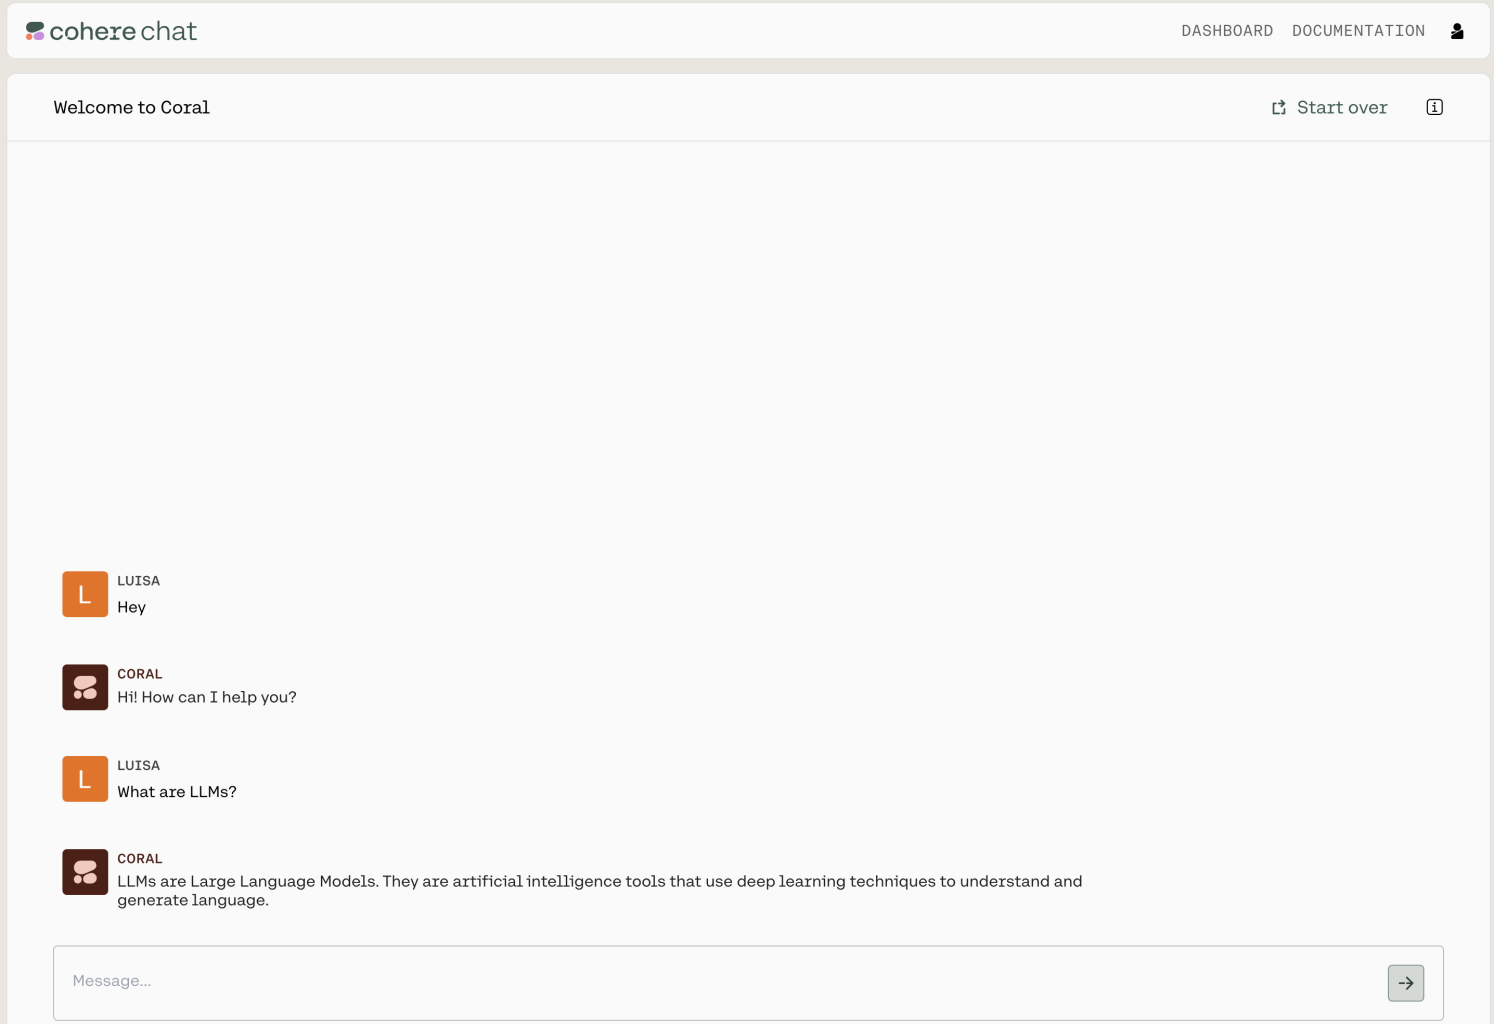 cohere chat
DASHBOARD DOCUMENTATION
Welcome to Coral
Start over
L
LUISA
Hey
CORAL
Hi! How can I help you?
L
LUISA
What are LLMs?
CORAL
LLMs are Large Language Models. They are artificial intelligence tools that use deep learning techniques to understand and
generate language.
Message...